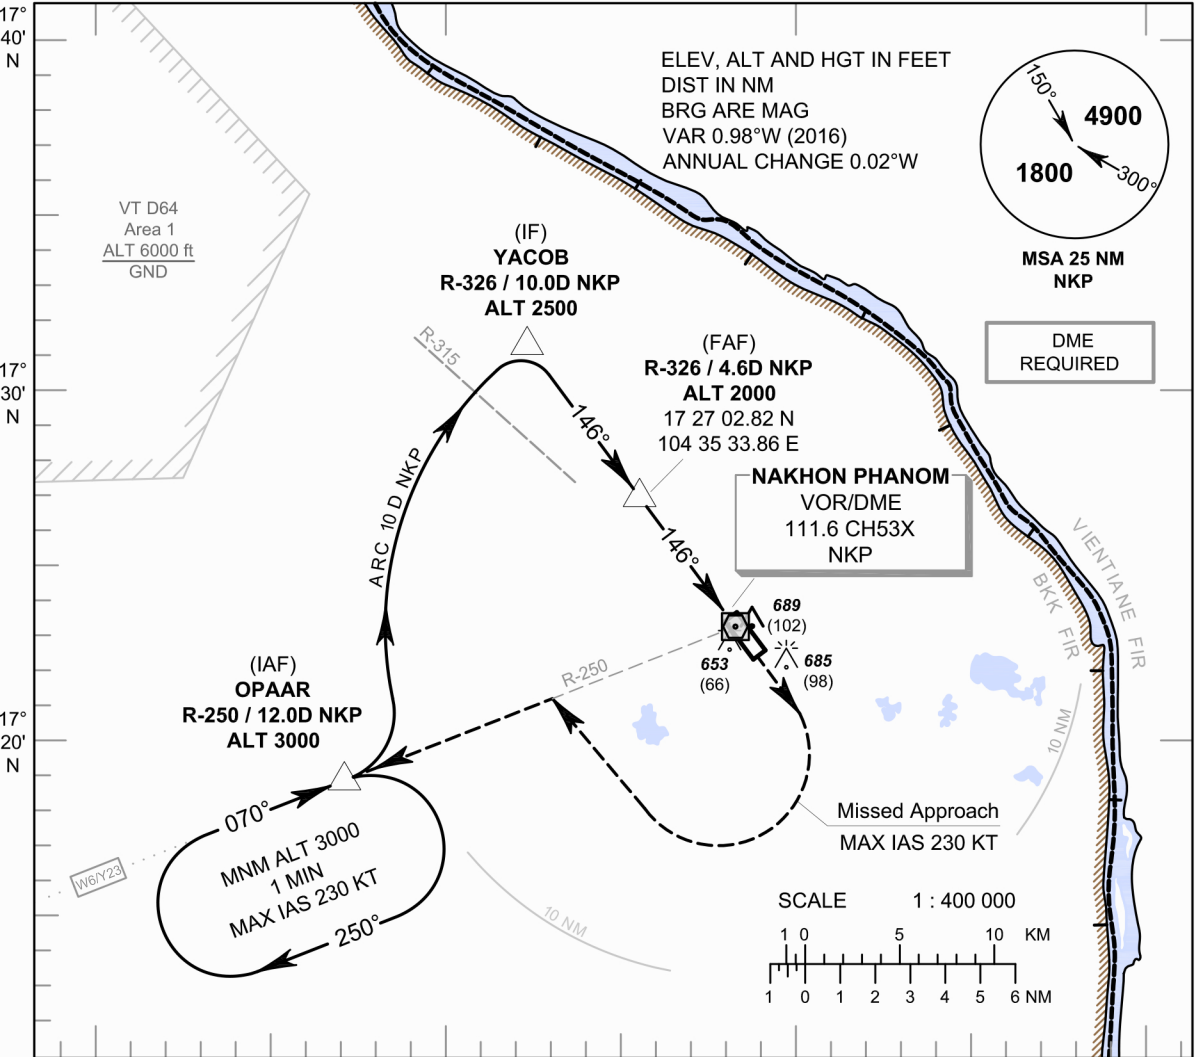 17°
40'
N
ELEV, ALT AND HGT IN FEET
DIST IN NM
BRG ARE MAG
VAR 0.98°W (2016)
ANNUAL CHANGE 0.02°W
150°
4900
1800
300°
MSA 25 NM
NKP
VT D64
Area 1
ALT 6000 ft
GND
(IF)
YACOB
R-326 / 10.0D NKP
ALT 2500
DME
REQUIRED
R-315
(FAF)
R-326 / 4.6D NKP
ALT 2000
17 27 02.82 N
104 35 33.86 E
17°
30'
N
146°
ARC 10 D NKP
NAKHON PHANOM
VOR/DME
111.6 CH53X
NKP
146°
VIENTIANE FIR
BKK FIR
689
(102)
653
(66)
685
(98)
R-250
(IAF)
OPAAR
R-250 / 12.0D NKP
ALT 3000
17°
20'
N
10 NM
070°
MNM ALT 3000
1 MIN
MAX IAS 230 KT
250°
W6/Y23
Missed Approach
MAX IAS 230 KT
10 NM
SCALE 1 : 400 000
1 0 5 10 KM
1 0 1 2 3 4 5 6 NM